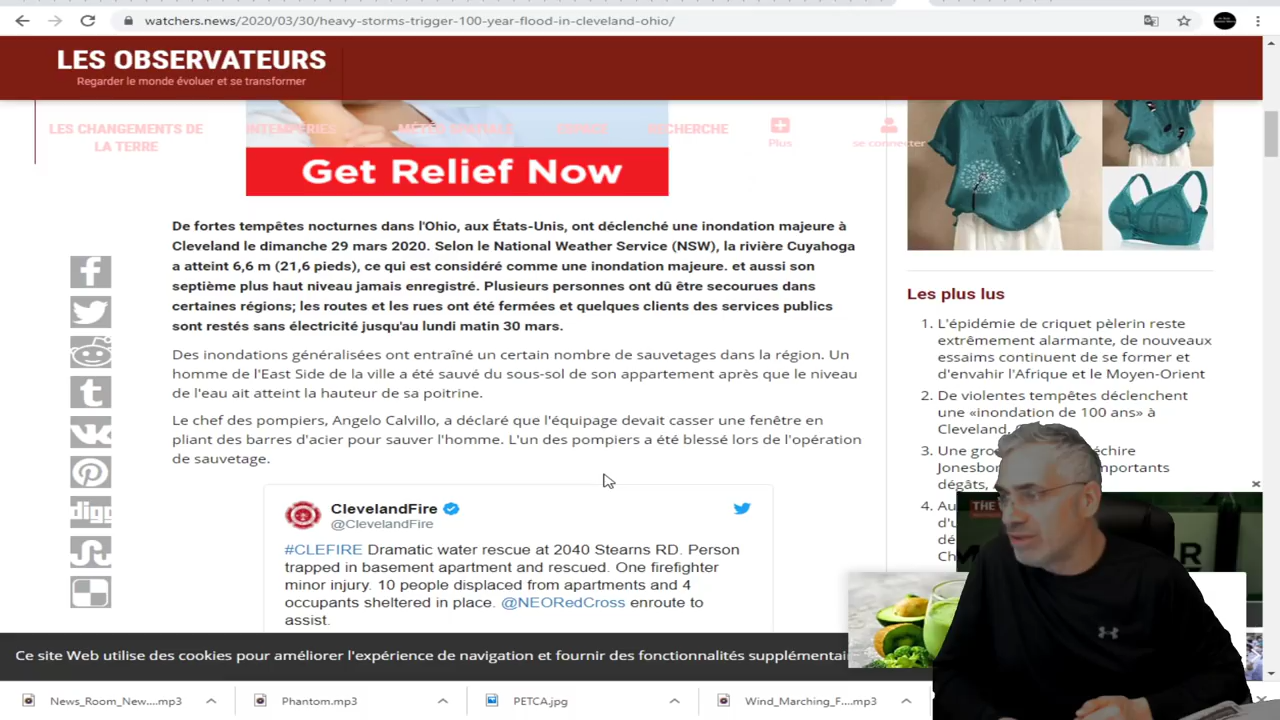 watchers.news/2020/03/30/heavy-storms-trigger-100-year-flood-in-cleveland-ohio/
LES OBSERVATEURS
Regarder le monde évoluer et se transformer
LES CHANGEMENTS DE
LA TERRE
RECHERCHE
Plus
se connecter
Get Relief Now
De fortes tempêtes nocturnes dans l'Ohio, aux États-Unis, ont déclenché une inondation majeure à
Cleveland le dimanche 29 mars 2020. Selon le National Weather Service (NSW), la rivière Cuyahoga
a atteint 6,6 m (21,6 pieds), ce qui est considéré comme une inondation majeure. et aussi son
septième plus haut niveau jamais enregistré. Plusieurs personnes ont dû être secourues dans
certaines régions; les routes et les rues ont été fermées et quelques clients des services publics
sont restés sans électricité jusqu'au lundi matin 30 mars.
Des inondations généralisées ont entraîné un certain nombre de sauvetages dans la région. Un
homme de l'East Side de la ville a été sauvé du sous-sol de son appartement après que le niveau
de l'eau ait atteint la hauteur de sa poitrine.
Le chef des pompiers, Angelo Calvillo, a déclaré que l'équipage devait casser une fenêtre en
pliant des barres d'acier pour sauver l'homme. L'un des pompiers a été blessé lors de l'opération
de sauvetage.
ClevelandFire
@ClevelandFire
#CLEFIRE Dramatic water rescue at 2040 Stearns RD. Person
trapped in basement apartment and rescued. One firefighter
minor injury. 10 people displaced from apartments and 4
occupants sheltered in place. @NEORedCross enroute to
assist.
digg
Les plus lus
1. L'épidémie de criquet pèlerin reste
extrêmement alarmante, de nouveaux
essaims continuent de se former et
d'envahir l'Afrique et le Moyen-Orient
2. De violentes tempêtes déclenchent
une «inondation de 100 ans» à
Cleveland,
3. Une
Jonesbor
dégâts,
4.
THE
Ce site Web utilise des cookies pour améliorer l'expérience de navigation et fournir des fonctionnalités supplémentai
News_Room_New....mp3
Phantom.mp3
PETCA.jpg
Wind_Marching_F....mp3